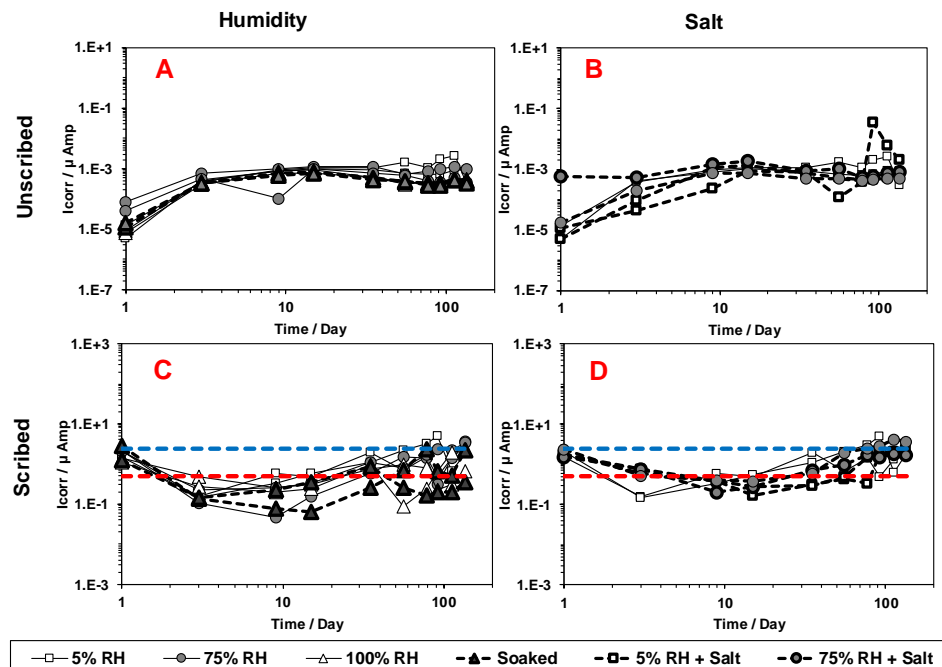 Humidity
Salt
Unscribed
A
1.E+1
1.E-1
1.E-3
1.E-5
1.E-7
Icorr / µ Amp
1 10 100
Time / Day
B
1.E+1
1.E-1
1.E-3
1.E-5
1.E-7
Icorr / µ Amp
1 10 100
Time / Day
Scribed
C
1.E+3
1.E+1
1.E-1
1.E-3
Icorr / µ Amp
1 10 100
Time / Day
D
1.E+3
1.E+1
1.E-1
1.E-3
Icorr / µ Amp
1 10 100
Time / Day
5% RH 75% RH 100% RH Soaked 5% RH + Salt 75% RH + Salt